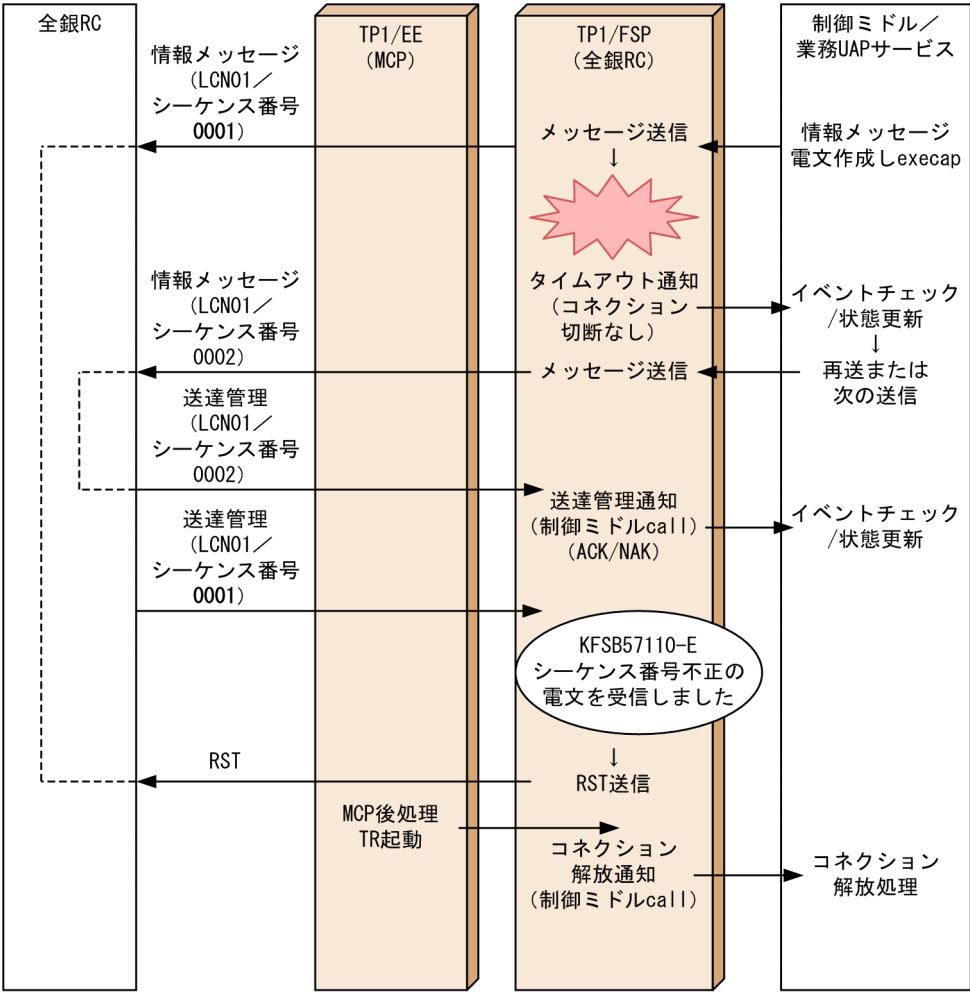 全銀RC
TP1/EE
(MCP)
TP1/FSP
(全銀RC)
制御ミドル／
業務UAPサービス
情報メッセージ
(LCN01／
シーケンス番号
0001)
メッセージ送信
↓
情報メッセージ
電文作成しexecap
情報メッセージ
(LCN01／
シーケンス番号
0002)
タイムアウト通知
(コネクション
切断なし)
イベントチェック
/状態更新
↓
メッセージ送信
再送または
次の送信
送達管理
(LCN01／
シーケンス番号
0002)
送達管理通知
(制御ミドルcall)
(ACK/NAK)
イベントチェック
/状態更新
送達管理
(LCN01／
シーケンス番号
0001)
KFSB57110-E
シーケンス番号不正の
電文を受信しました
RST
↓
RST送信
MCP後処理
TR起動
コネクション
解放通知
(制御ミドルcall)
コネクション
解放処理